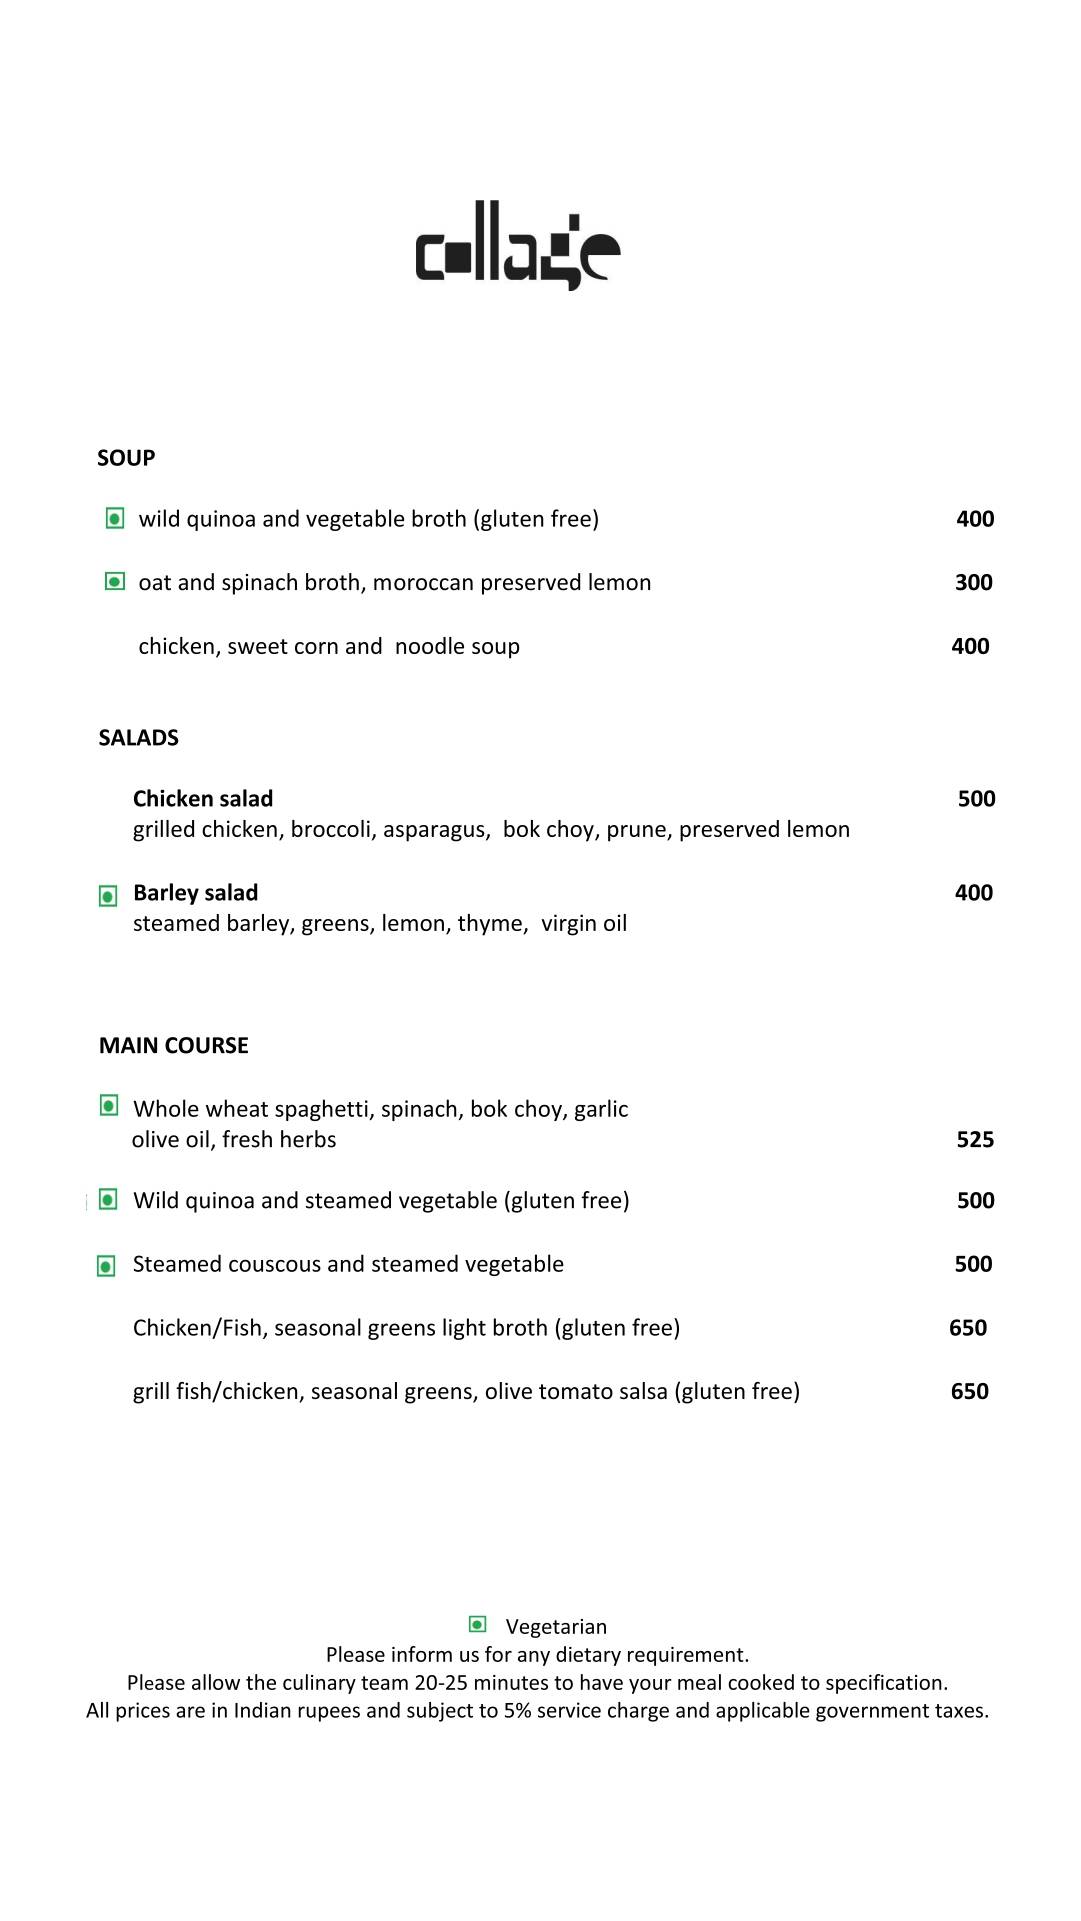 collage
SOUP
wild quinoa and vegetable broth (gluten free) 400
oat and spinach broth, moroccan preserved lemon 300
chicken, sweet corn and  noodle soup 400
SALADS
Chicken salad 500
grilled chicken, broccoli, asparagus,  bok choy, prune, preserved lemon
Barley salad 400
steamed barley, greens, lemon, thyme,  virgin oil
MAIN COURSE
Whole wheat spaghetti, spinach, bok choy, garlic
olive oil, fresh herbs 525
Wild quinoa and steamed vegetable (gluten free) 500
Steamed couscous and steamed vegetable 500
Chicken/Fish, seasonal greens light broth (gluten free) 650
grill fish/chicken, seasonal greens, olive tomato salsa (gluten free) 650
Vegetarian
Please inform us for any dietary requirement.
Please allow the culinary team 20-25 minutes to have your meal cooked to specification.
All prices are in Indian rupees and subject to 5% service charge and applicable government taxes.